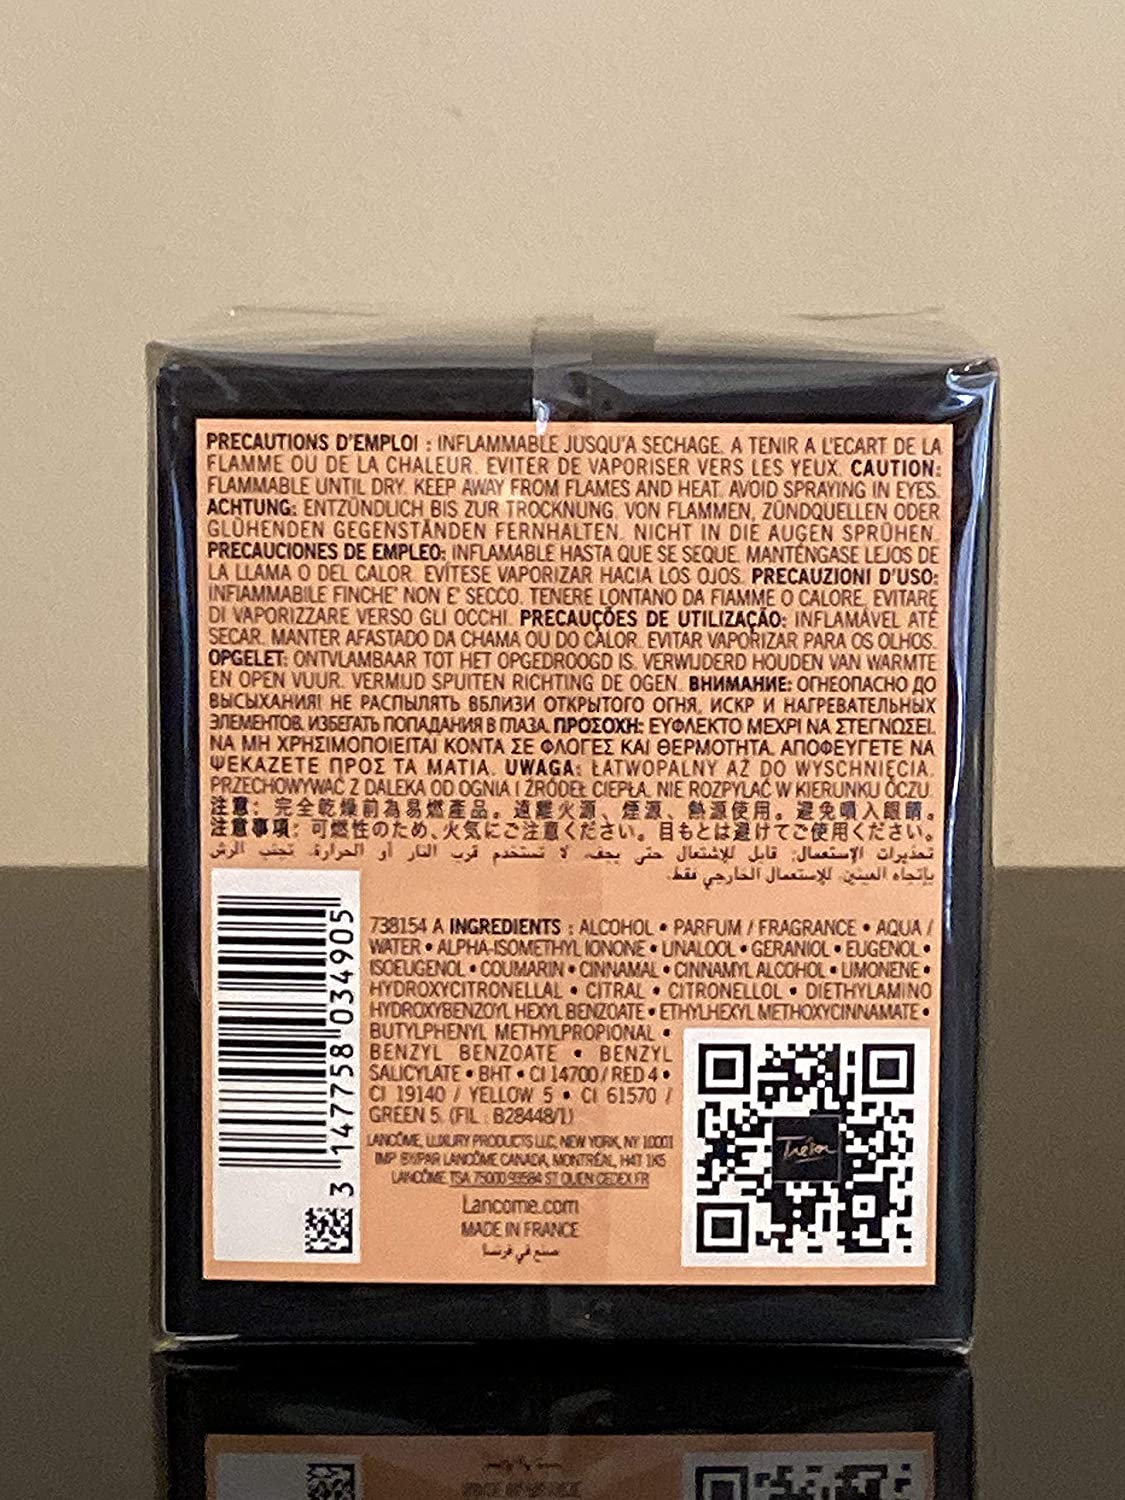 PRECAUTIONS D'EMPLOI : INFLAMMABLE JUSQU'A SECHAGE. A TENIR A L'ECART DE LA
FLAMME OU DE LA CHALEUR. EVITER DE VAPORISER VERS LES YEUX. CAUTION:
FLAMMABLE UNTIL DRY. KEEP AWAY FROM FLAMES AND HEAT. AVOID SPRAYING IN EYES.
ACHTUNG: ENTZÜNDLICH BIS ZUR TROCKNUNG. VON FLAMMEN, ZÜNDQUELLEN ODER
GLÜHENDEN GEGENSTÄNDEN FERNHALTEN. NICHT IN DIE AUGEN SPRÜHEN.
PRECAUCIONES DE EMPLEO: INFLAMABLE HASTA QUE SE SEQUE. MANTÉNGASE LEJOS DE
LA LLAMA O DEL CALOR. EVÍTESE VAPORIZAR HACIA LOS OJOS. PRECAUZIONI D'USO:
INFIAMMABILE FINCHE' NON E' SECCO. TENERE LONTANO DA FIAMME O CALORE. EVITARE
DI VAPORIZZARE VERSO GLI OCCHI. PRECAUÇÕES DE UTILIZAÇÃO: INFLAMÁVEL ATÉ
SECAR. MANTER AFASTADO DA CHAMA OU DO CALOR. EVITAR VAPORIZAR PARA OS OLHOS.
OPGELET: ONTVLAMBAAR TOT HET OPGEDROOGD IS. VERWIJDERD HOUDEN VAN WARMTE
EN OPEN VUUR. VERMIJD SPUITEN RICHTING DE OGEN. ВНИМАНИЕ: ОГНЕОПАСНО ДО
ВЫСЫХАНИЯ! НЕ РАСПЫЛЯТЬ ВБЛИЗИ ОТКРЫТОГО ОГНЯ, ИСКР И НАГРЕВАТЕЛЬНЫХ
ЭЛЕМЕНТОВ. ИЗБЕГАТЬ ПОПАДАНИЯ В ГЛАЗА. ΠΡΟΣΟΧΗ: ΕΥΦΛΕΚΤΟ ΜΕΧΡΙ ΝΑ ΣΤΕΓΝΩΣΕΙ.
ΝΑ ΜΗ ΧΡΗΣΙΜΟΠΟΙΕΙΤΑΙ ΚΟΝΤΑ ΣΕ ΦΛΟΓΕΣ ΚΑΙ ΘΕΡΜΟΤΗΤΑ. ΑΠΟΦΕΥΓΕΤΕ ΝΑ
ΨΕΚΑΖΕΤΕ ΠΡΟΣ ΤΑ ΜΑΤΙΑ. UWAGA: ŁATWOPALNY AŻ DO WYSCHNIĘCIA.
PRZECHOWYWAĆ Z DALEKA OD OGNIA I ŹRÓDEŁ CIEPŁA. NIE ROZPYLAĆ W KIERUNKU OCZU.
注意: 完全乾燥前為易燃產品。遠離火源、煙源、熱源使用。避免噴入眼睛。
注意事項: 可燃性のため、火気にご注意ください。目もとは避けてご使用ください。
تحذيرات الإستعمال: قابل للإشتعال حتى يجف. لا تستخدم قرب النار أو الحرارة. تجنب الرش
بإتجاه العينين. للإستعمال الخارجي فقط.
738154 A INGREDIENTS : ALCOHOL • PARFUM / FRAGRANCE • AQUA /
WATER • ALPHA-ISOMETHYL IONONE • LINALOOL • GERANIOL • EUGENOL •
ISOEUGENOL • COUMARIN • CINNAMAL • CINNAMYL ALCOHOL • LIMONENE •
HYDROXYCITRONELLAL • CITRAL • CITRONELLOL • DIETHYLAMINO
HYDROXYBENZOYL HEXYL BENZOATE • ETHYLHEXYL METHOXYCINNAMATE •
BUTYLPHENYL METHYLPROPIONAL •
BENZYL BENZOATE • BENZYL
SALICYLATE • BHT • CI 14700 / RED 4 •
CI 19140 / YELLOW 5 • CI 61570 /
GREEN 5. (FIL : B28448/1)
LANCÔME, LUXURY PRODUCTS LLC, NEW YORK, NY 10001
IMP. BY/PAR LANCÔME CANADA, MONTRÉAL, H4T 1K5
LANCÔME TSA 75000 93584 ST OUEN CEDEX FR
Lancome.com
MADE IN FRANCE
صنع في فرنسا
3 147758 034905
Trésor